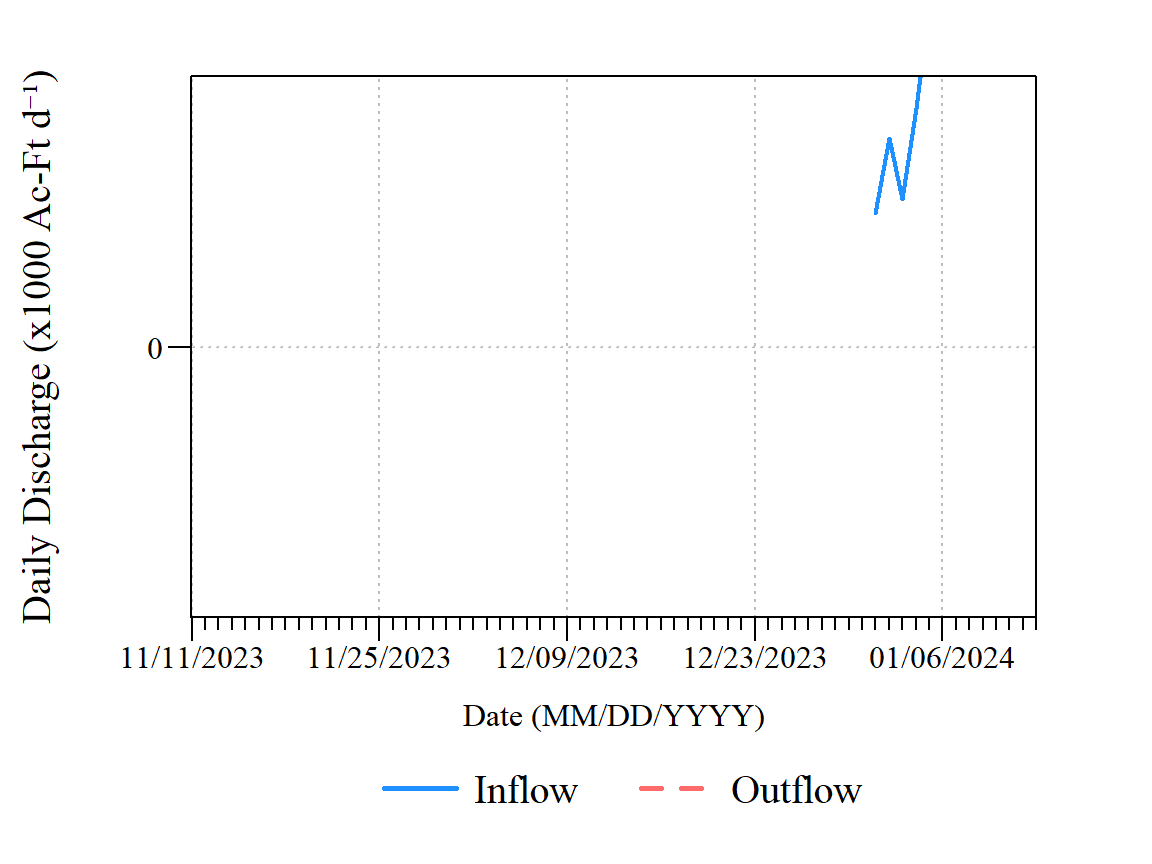 Daily Discharge (x1000 Ac-Ft d⁻¹)
0
11/11/2023 11/25/2023 12/09/2023 12/23/2023 01/06/2024
Date (MM/DD/YYYY)
Inflow Outflow